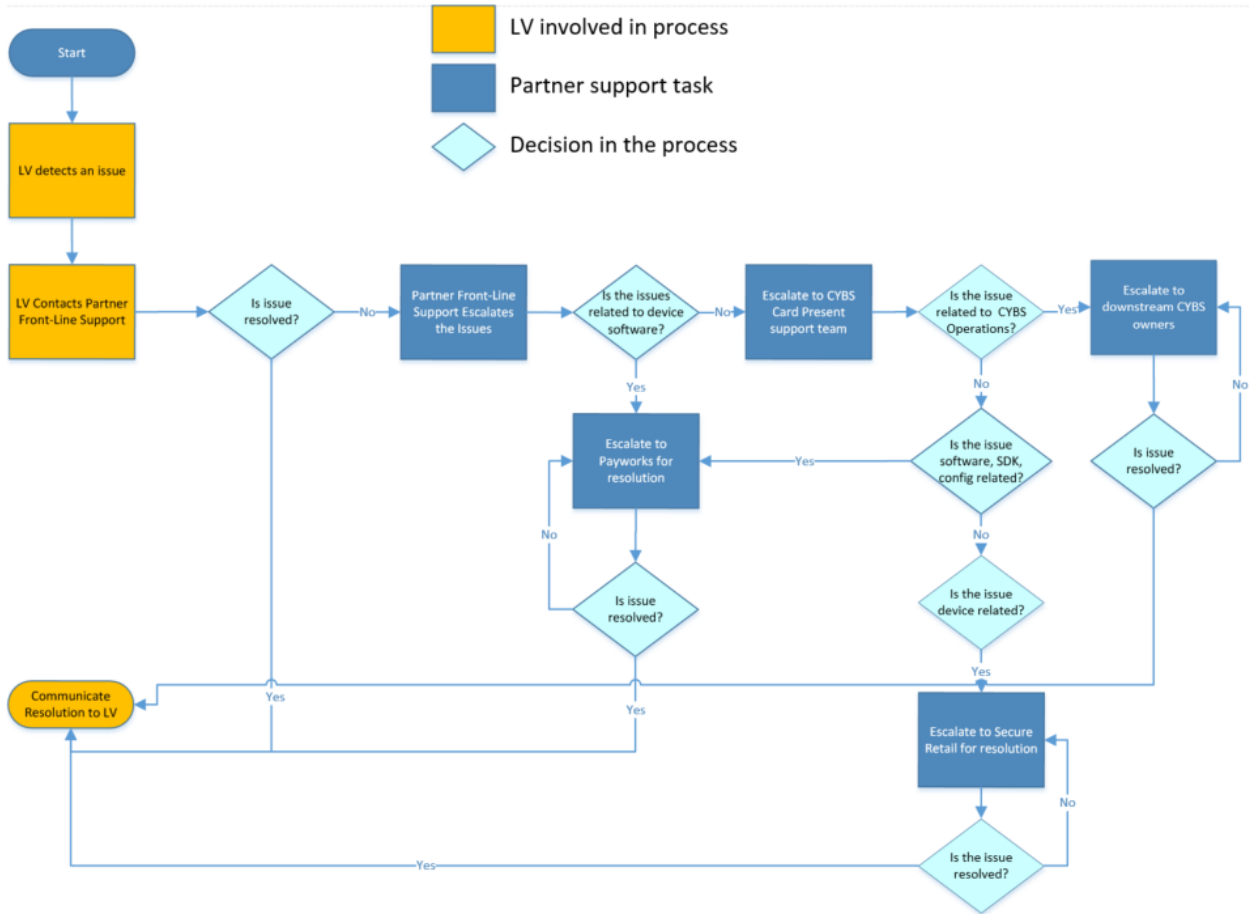 LV involved in process
Start
Partner support task
LV detects an issue
Decision in the process
LV Contacts Partner
Front-Line Support
Is issue
resolved?
No
Partner Front-Line
Support Escalates
the Issues
Is the issues
related to device
software?
No
Escalate to CYBS
Card Present
support team
Is the issue
related to CYBS
Operations?
Yes
Escalate to
downstream CYBS
owners
No
Yes
No
Escalate to
Payworks for
resolution
Yes
Is the issue
software, SDK,
config related?
Is issue
resolved?
No
No
Is issue
resolved?
Is the issue
device related?
Yes
Communicate
Resolution to LV
Yes
Yes
Escalate to Secure
Retail for resolution
No
Is the issue
resolved?
Yes